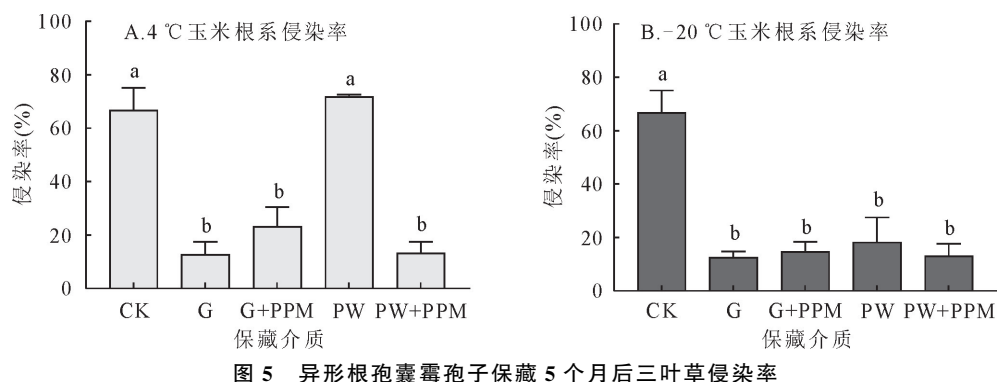 A.4 ℃玉米根系侵染率
侵染率(%)
100
80
60
40
20
0
a
b
b
a
b
CK G G+PPM PW PW+PPM
保藏介质
B.-20 ℃玉米根系侵染率
侵染率(%)
100
80
60
40
20
0
a
b
b
b
b
CK G G+PPM PW PW+PPM
保藏介质
图 5 异形根孢囊霉孢子保藏 5 个月后三叶草侵染率